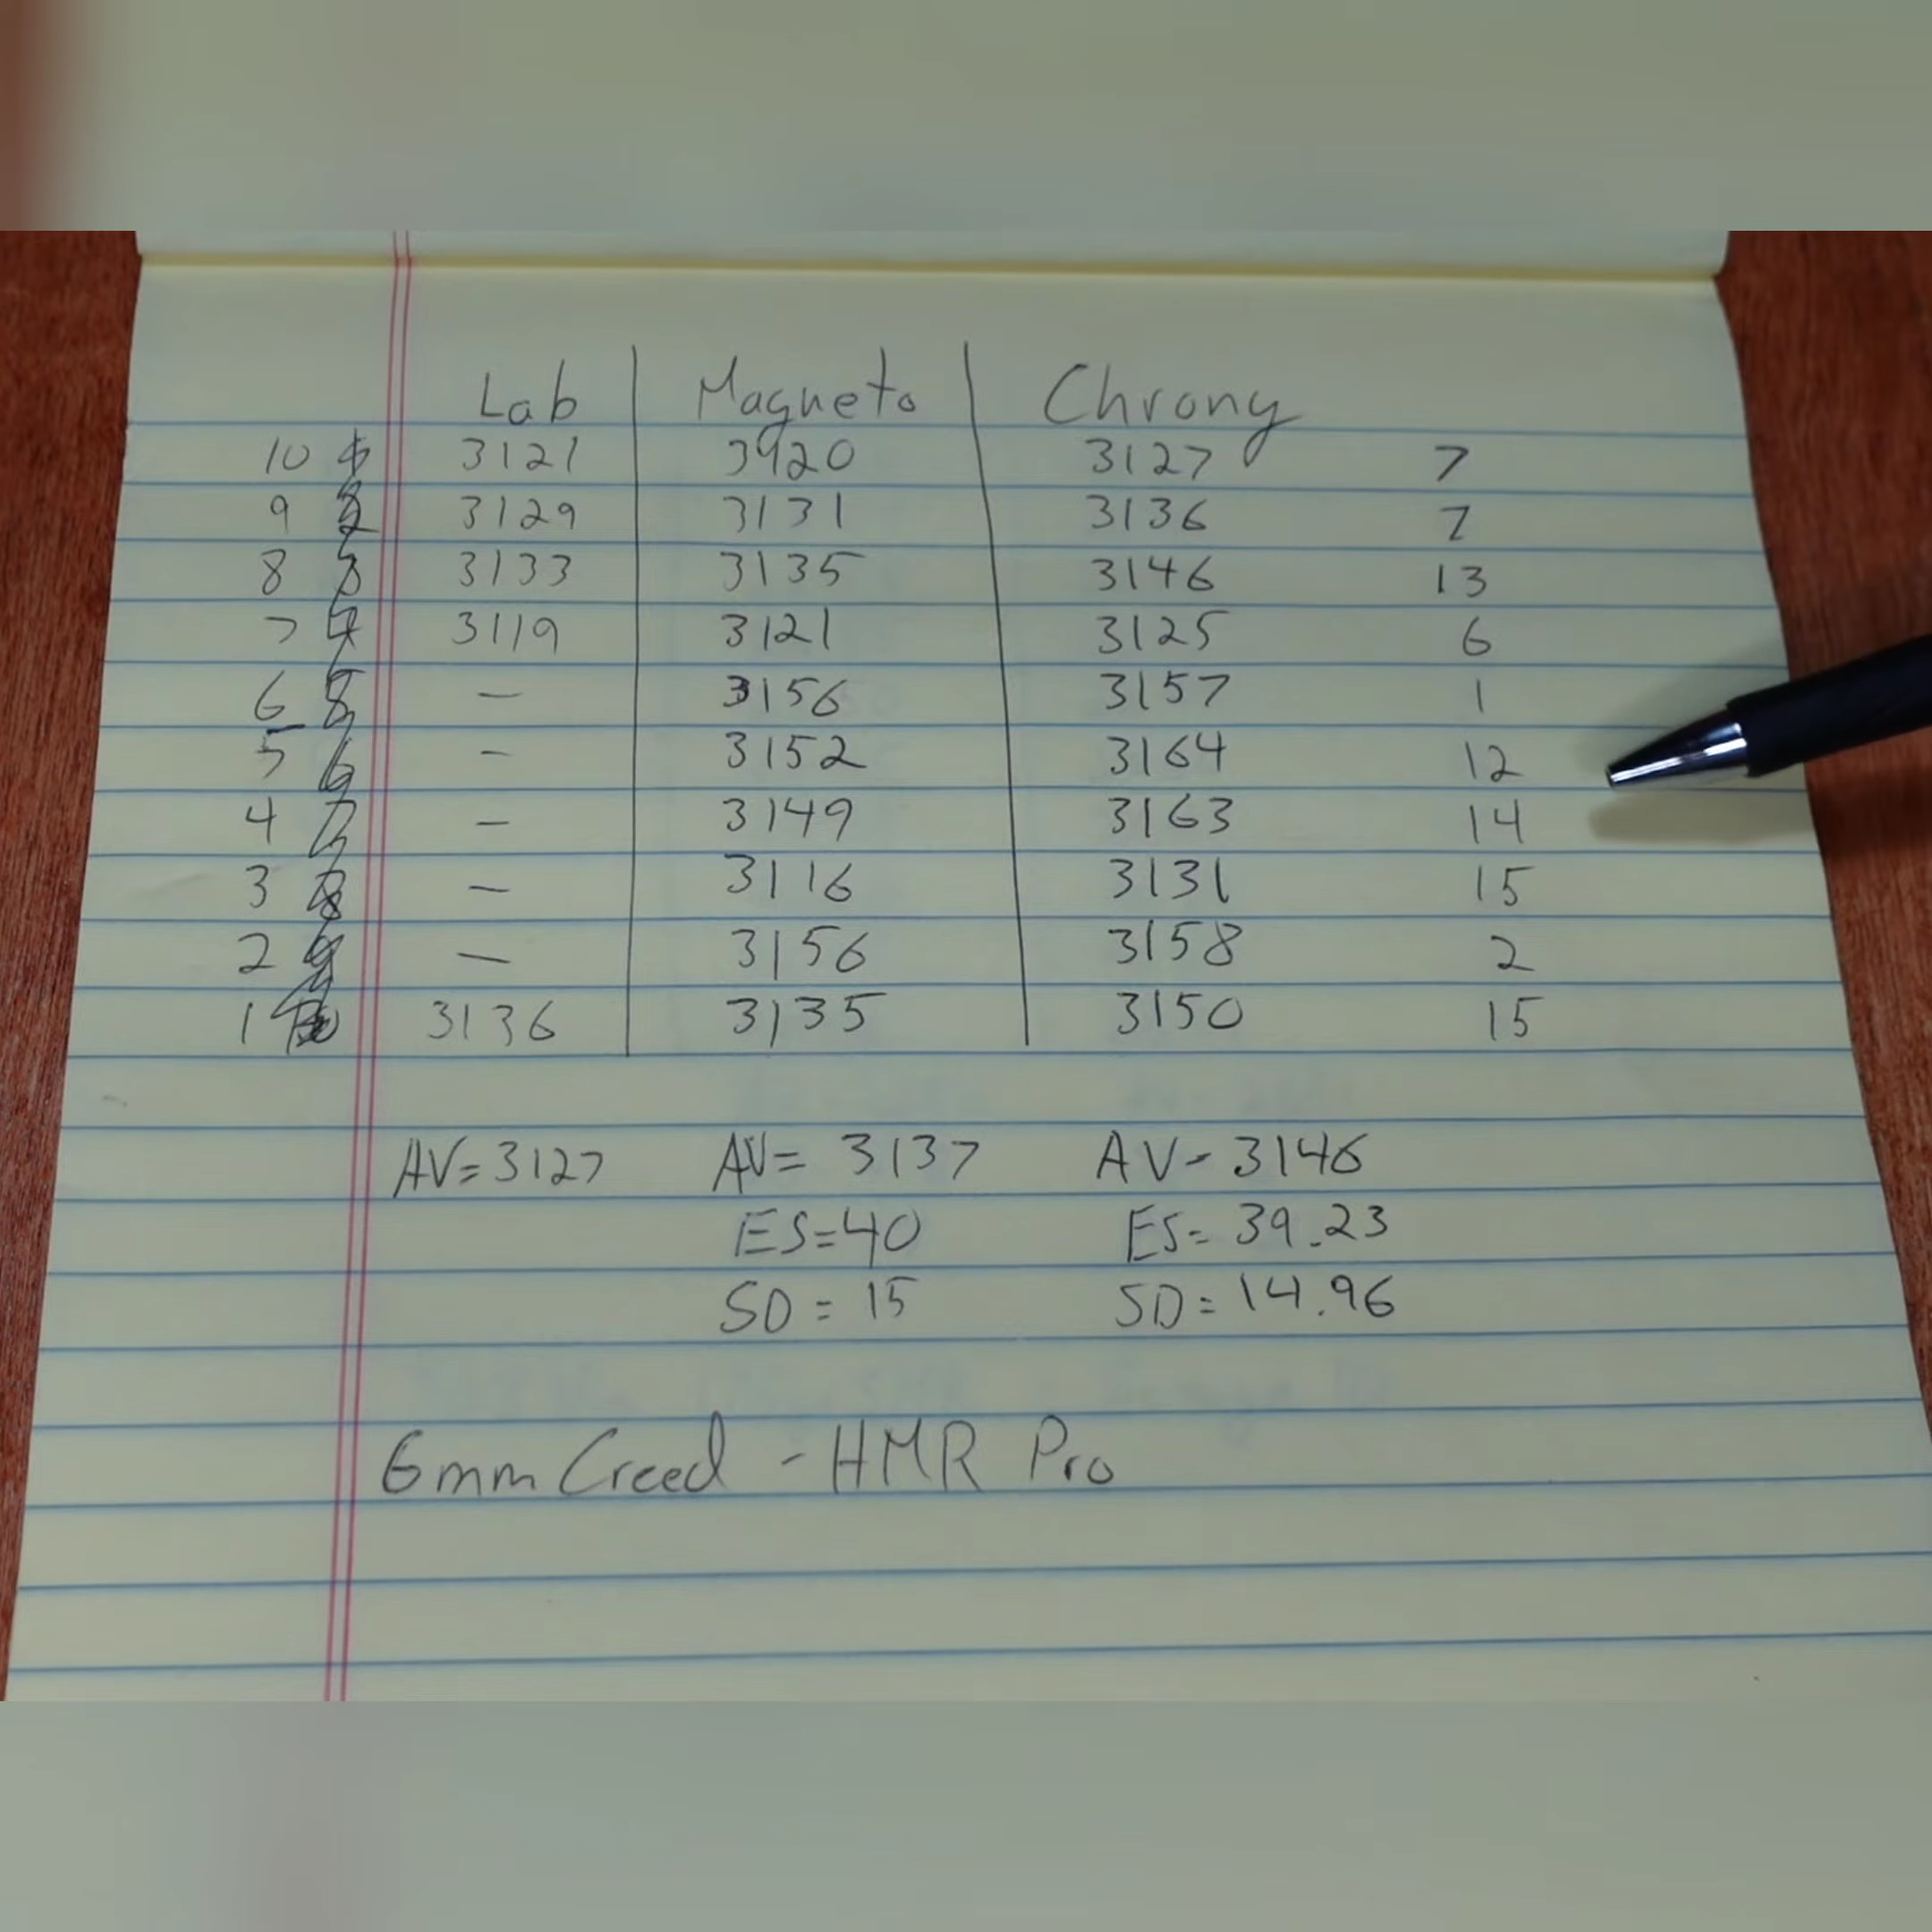 Lab Magneto Chrony
10 3121 3920 3127 7
9 3129 3131 3136 7
8 3133 3135 3146 13
7 3119 3121 3125 6
6 - 3156 3157 1
5 - 3152 3164 12
4 - 3149 3163 14
3 - 3116 3131 15
2 - 3156 3158 2
1 3136 3135 3150 15
AV=3127 AV= 3137 AV- 3146
ES=40 ES= 39.23
SD = 15 SD= 14.96
6mm Creed - HMR Pro